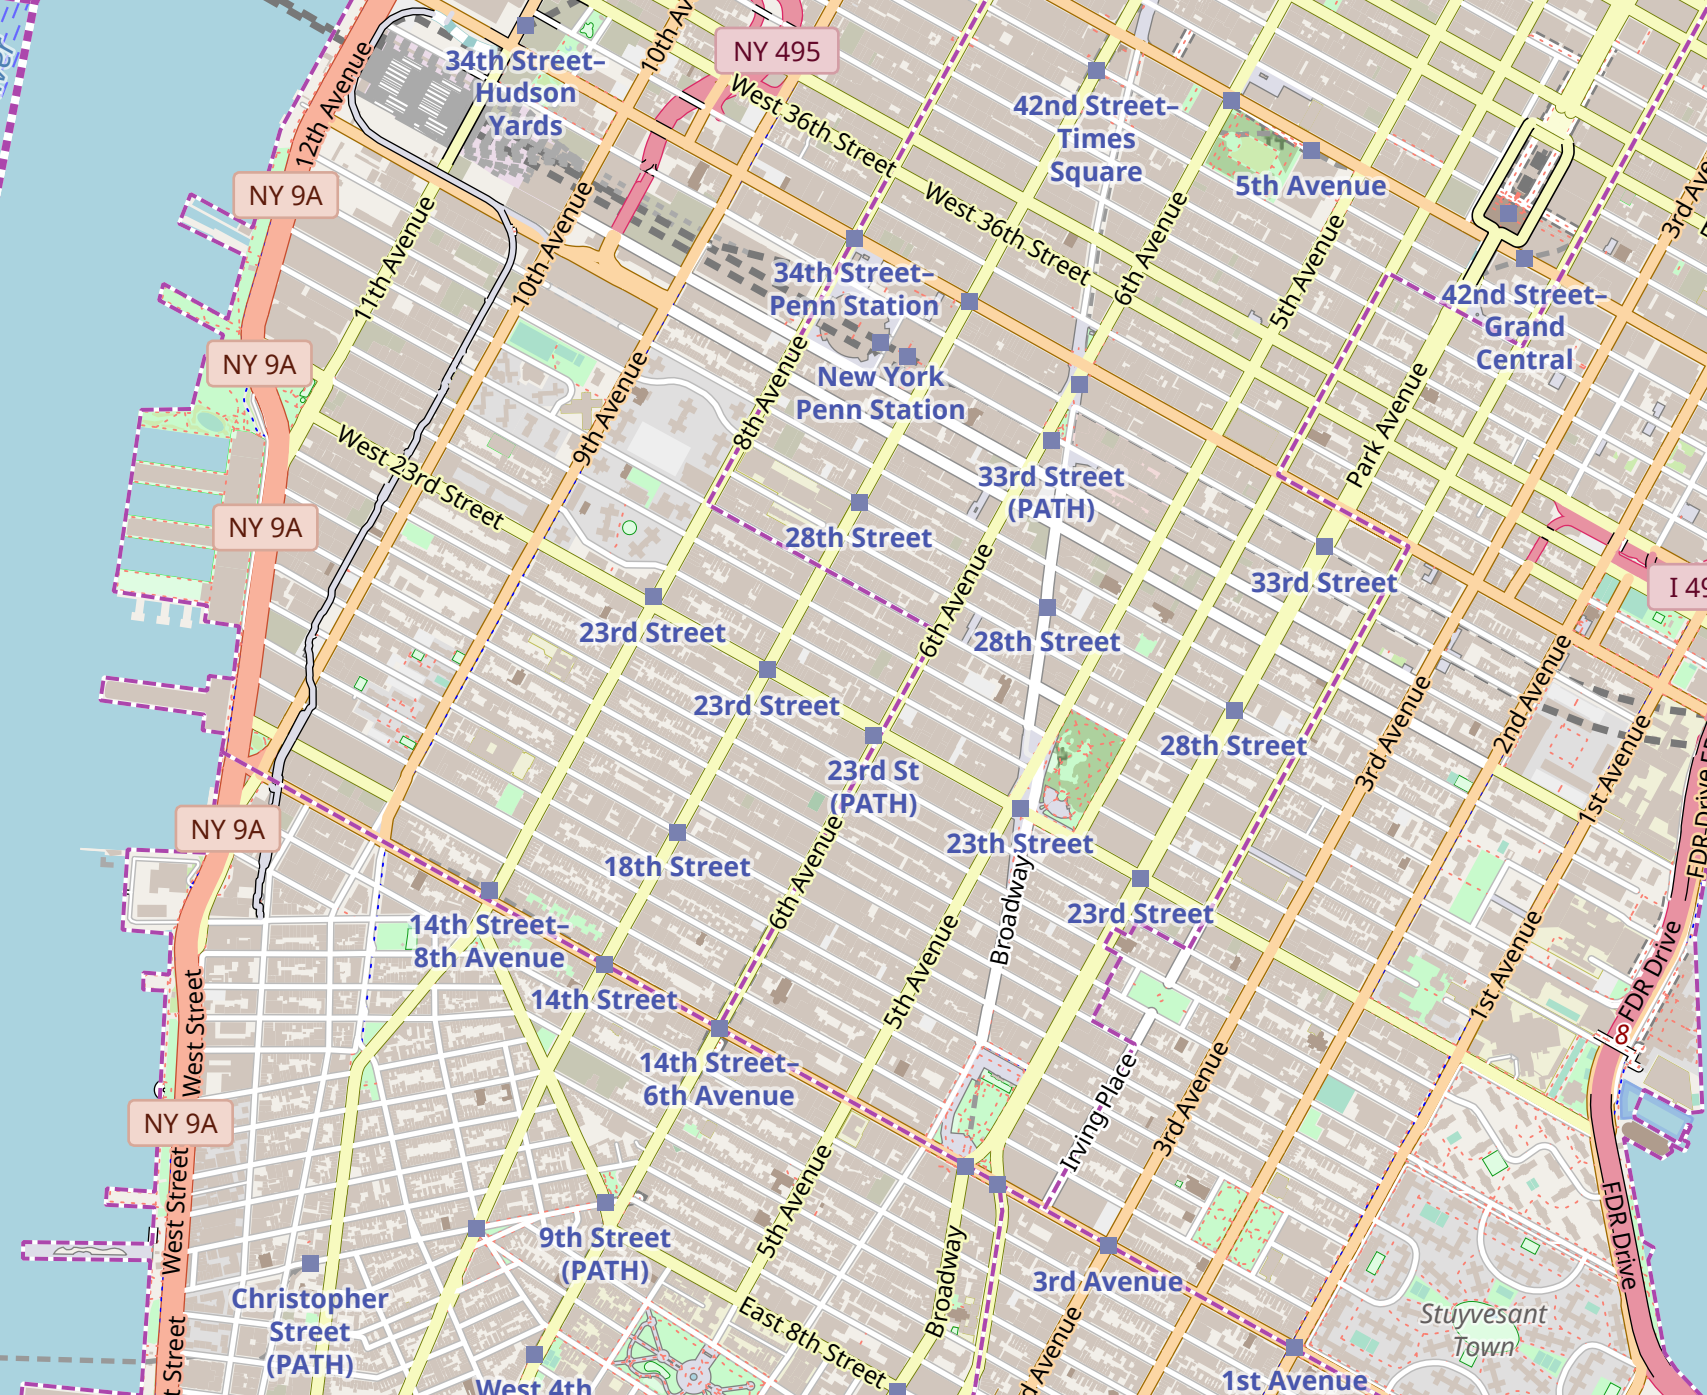 NY 495
10th Av
34th Street–
Hudson
Yards
12th Avenue
West 36th Street
42nd Street–
Times
Square
5th Avenue
3rd Av
NY 9A
11th Avenue
10th Avenue
West 36th Street
6th Avenue
5th Avenue
34th Street–
Penn Station
42nd Street–
Grand
Central
NY 9A
New York
Penn Station
8th Avenue
9th Avenue
Park Avenue
West 23rd Street
33rd Street
(PATH)
NY 9A
28th Street
33rd Street
I 49
6th Avenue
23rd Street
28th Street
23rd Street
28th Street
3rd Avenue
2nd Avenue
1st Avenue
23rd St
(PATH)
NY 9A
18th Street
6th Avenue
23th Street
Broadway
5th Avenue
23rd Street
FDR Drive F
14th Street–
8th Avenue
14th Street
1st Avenue
FDR Drive
8
West Street
14th Street–
6th Avenue
Irving Place
3rd Avenue
NY 9A
West Street
5th Avenue
FDR Drive
9th Street
(PATH)
Christopher
Street
(PATH)
3rd Avenue
Broadway
East 8th Street
Stuyvesant
Town
t Street
West 4th
d Avenue
1st Avenue